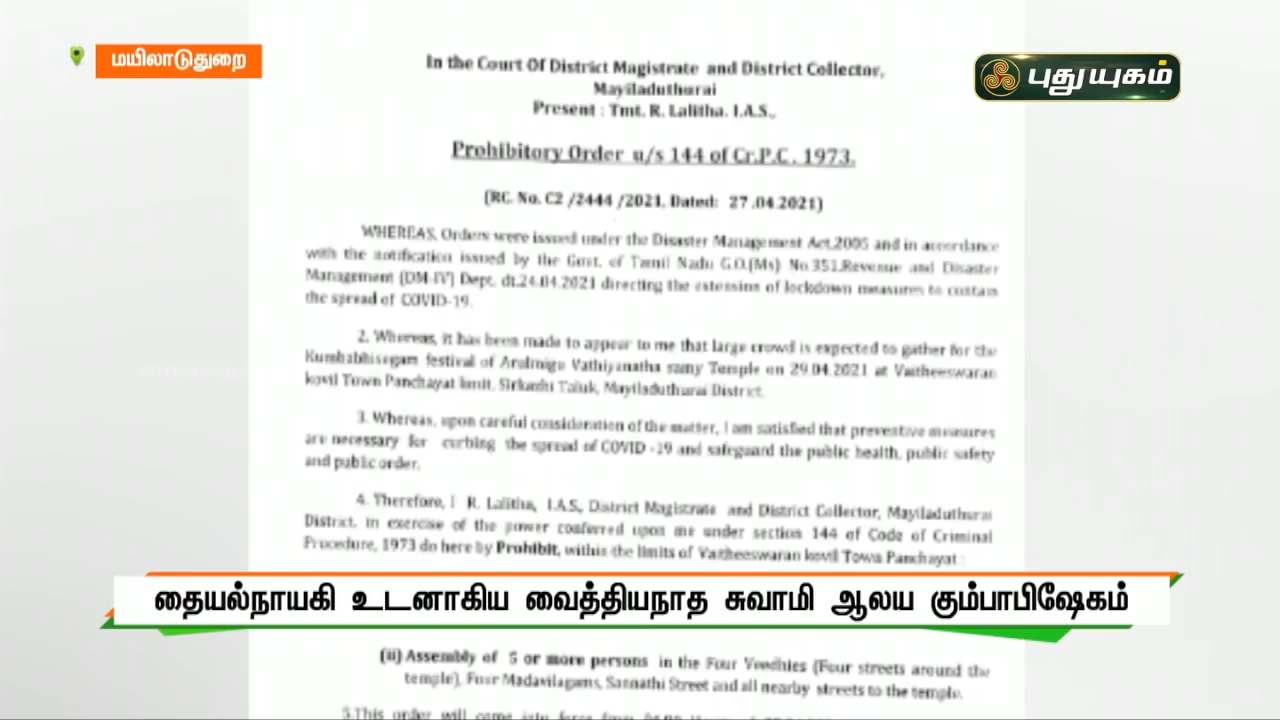 மயிலாடுதுறை
புதுயுகம்
In the Court Of District Magistrate and District Collector,
Mayiladuthurai
Present : Tmt. R. Lalitha. I.A.S.,
Prohibitory Order u/s 144 of Cr.P.C. 1973.
(RC. No. C2 /2444 /2021, Dated: 27.04.2021)
WHEREAS, Orders were issued under the Disaster Management Act,2005 and in accordance
with the notification issued by the Govt. of Tamil Nadu G.O.(Ms) No.351,Revenue and Disaster
Management (DM-IV) Dept. dt.24.04.2021 directing the extension of lockdown measures to contain
the spread of COVID-19.
2. Whereas, it has been made to appear to me that large crowd is expected to gather for the
Kumbabhisegam festival of Arulmigu Vathiyanatha samy Temple on 29.04.2021 at Vaitheeswaran
kovil Town Panchayat limit, Sirkazhi Taluk, Mayiladuthurai District.
3. Whereas, upon careful consideration of the matter, I am satisfied that preventive measures
are necessary for curbing the spread of COVID -19 and safeguard the public health, public safety
and public order.
4. Therefore, I R. Lalitha, I.A.S., District Magistrate and District Collector, Mayiladuthurai
District, in exercise of the power conferred upon me under section 144 of Code of Criminal
Procedure, 1973 do here by Prohibit, within the limits of Vaitheeswaran kovil Town Panchayat :
தையல்நாயகி உடனாகிய வைத்தியநாத சுவாமி ஆலய கும்பாபிஷேகம்
(ii) Assembly of 5 or more persons in the Four Veedhies (Four streets around the
temple), Four Madavilagams, Sannathi Street and all nearby streets to the temple.
5.This order will come into force from